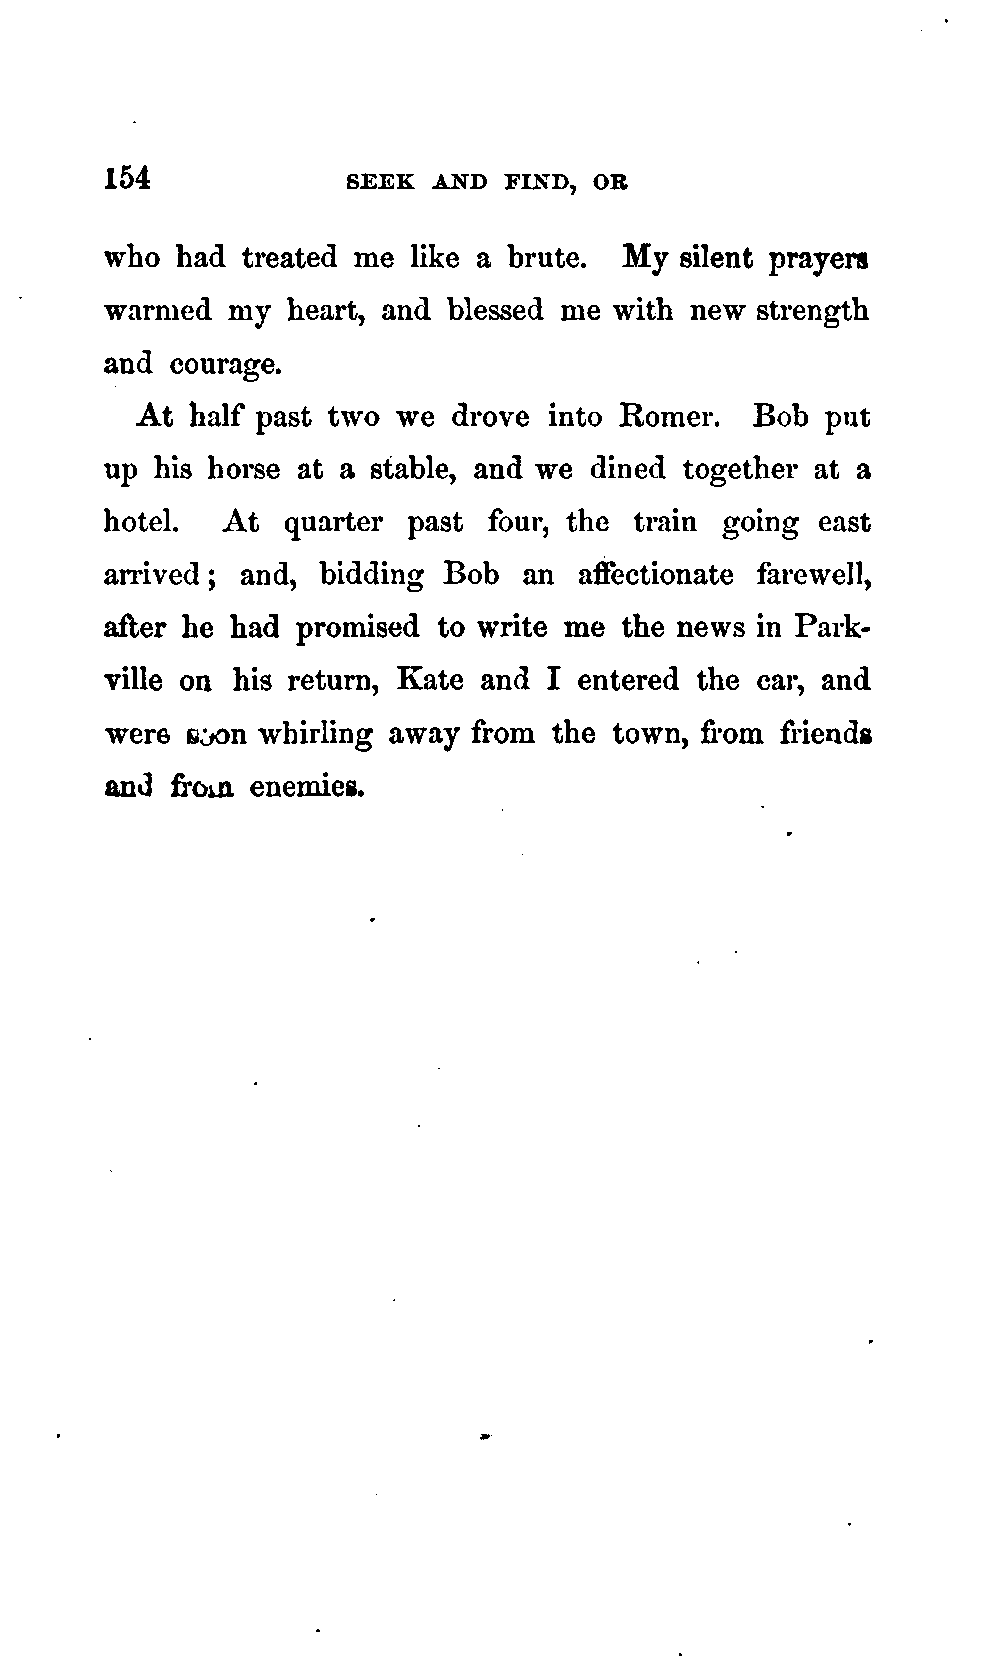 154 SEEK AND FIND, OR
who had treated me like a brute. My silent prayers
warmed my heart, and blessed me with new strength
and courage.
At half past two we drove into Romer. Bob put
up his horse at a stable, and we dined together at a
hotel. At quarter past four, the train going east
arrived; and, bidding Bob an affectionate farewell,
after he had promised to write me the news in Park-
ville on his return, Kate and I entered the car, and
were soon whirling away from the town, from friends
and from enemies.